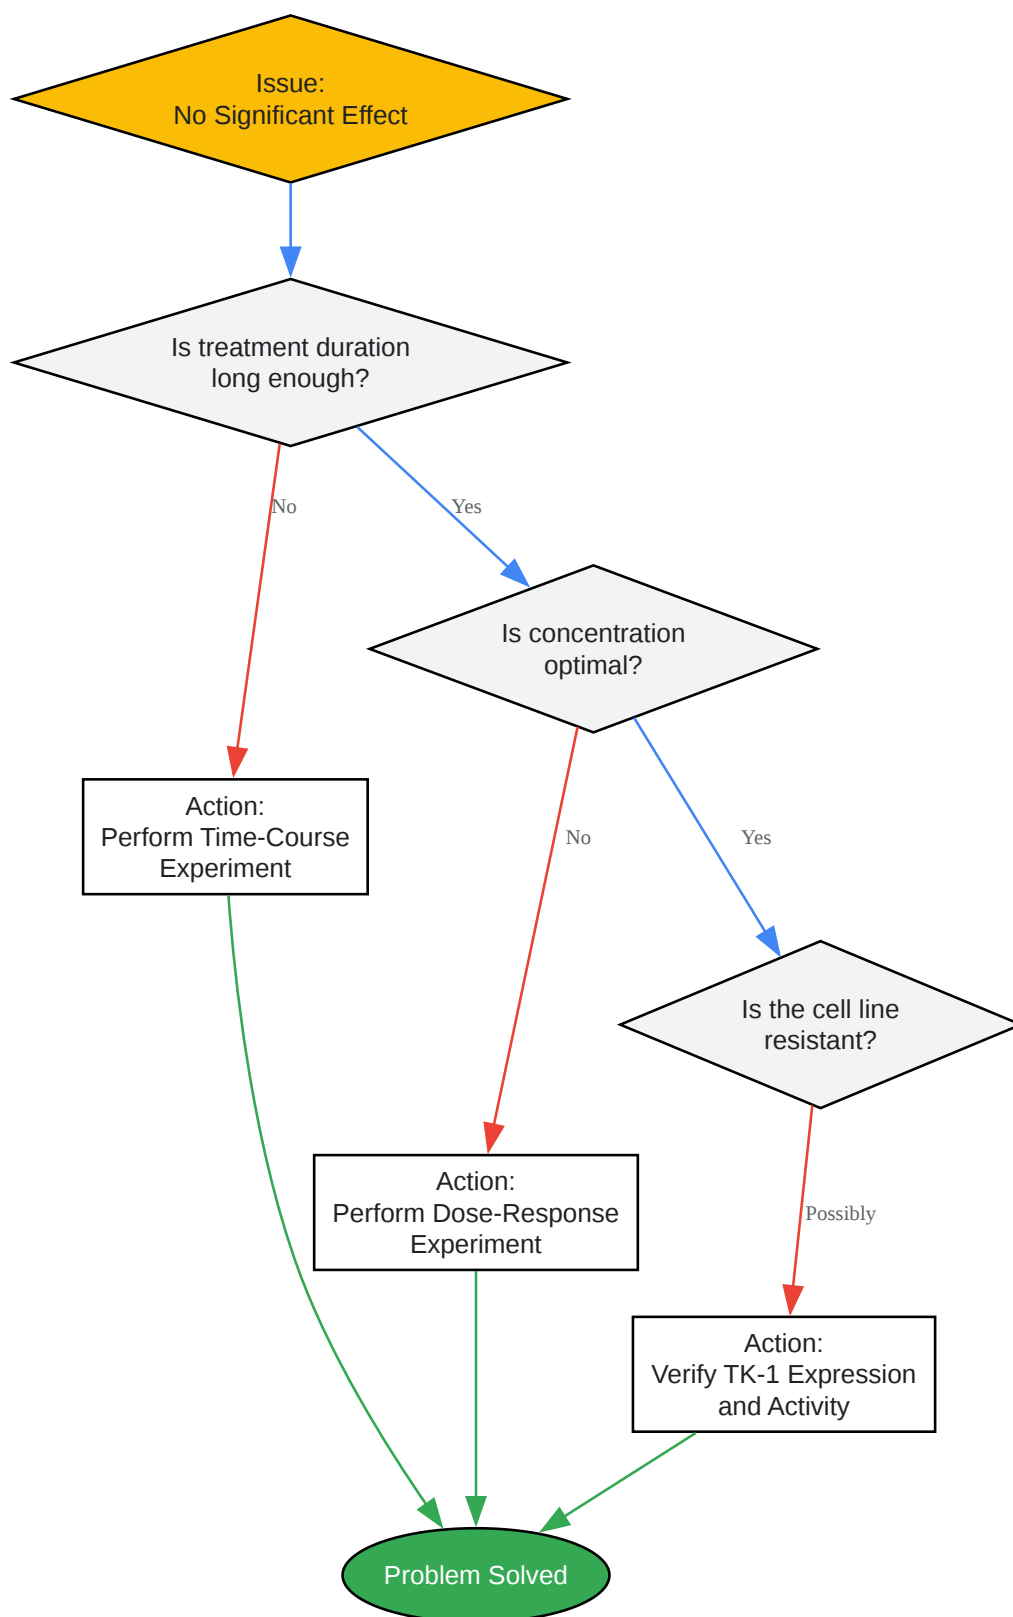 Issue:
No Significant Effect
Is treatment duration
long enough?
No
Yes
Is concentration
optimal?
Action:
Perform Time-Course
Experiment
No
Yes
Is the cell line
resistant?
Action:
Perform Dose-Response
Experiment
Possibly
Action:
Verify TK-1 Expression
and Activity
Problem Solved